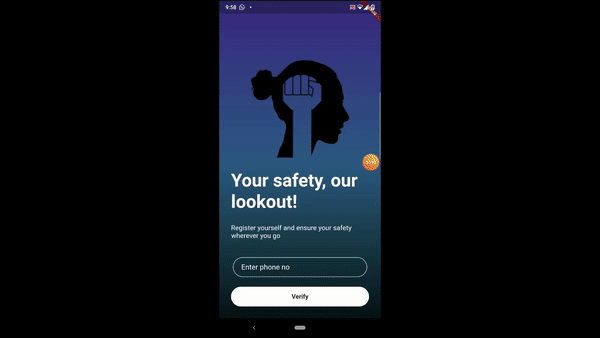 9:58
Your safety, our
lookout!
Register yourself and ensure your safety
wherever you go
Enter phone no
Verify